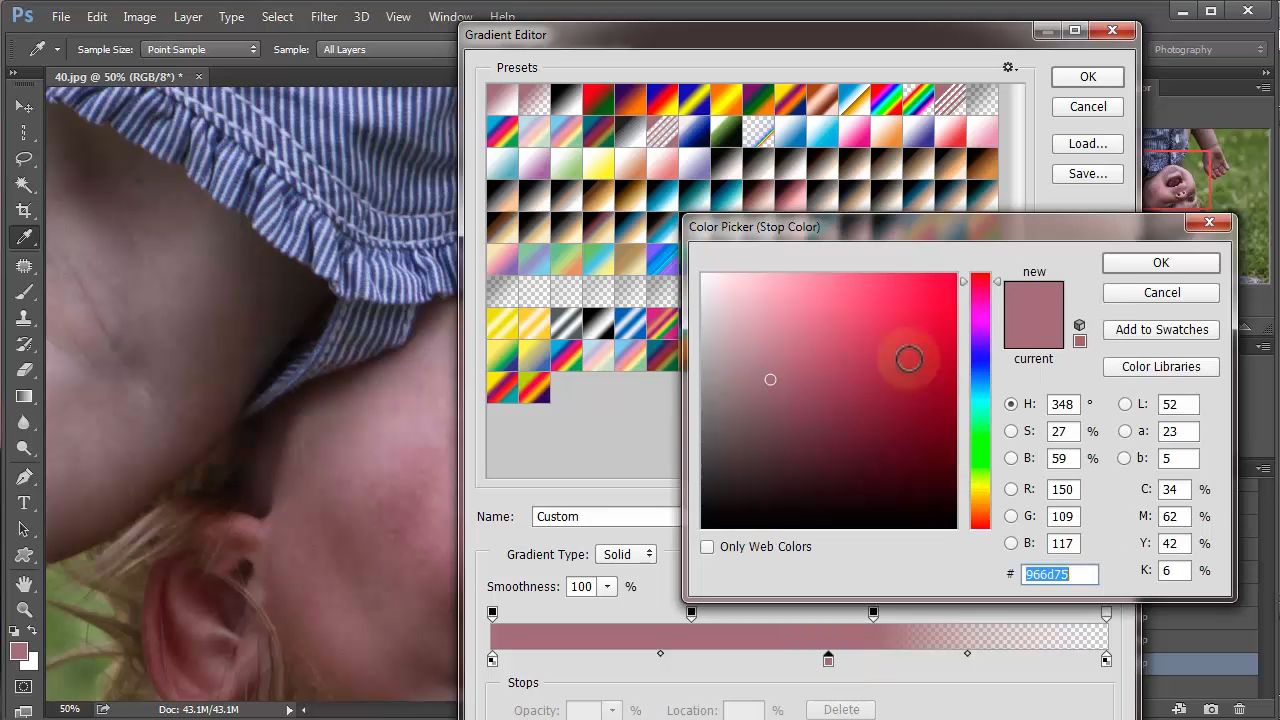 Ps File Edit Image Layer Type Select Filter 3D View Window Help
Sample Size: Point Sample Sample: All Layers Photography
40.jpg @ 50% (RGB/8*) *
Gradient Editor
Presets
OK
Cancel
Load...
Save...
Color Picker (Stop Color)
new
current
OK
Cancel
Add to Swatches
Color Libraries
H: 348 ° L: 52
S: 27 % a: 23
B: 59 % b: 5
R: 150 C: 34 %
G: 109 M: 62 %
B: 117 Y: 42 %
# 966d75 K: 6 %
Only Web Colors
Name: Custom
Gradient Type: Solid
Smoothness: 100 %
Stops
Opacity: % Location: % Delete
50% Doc: 43.1M/43.1M